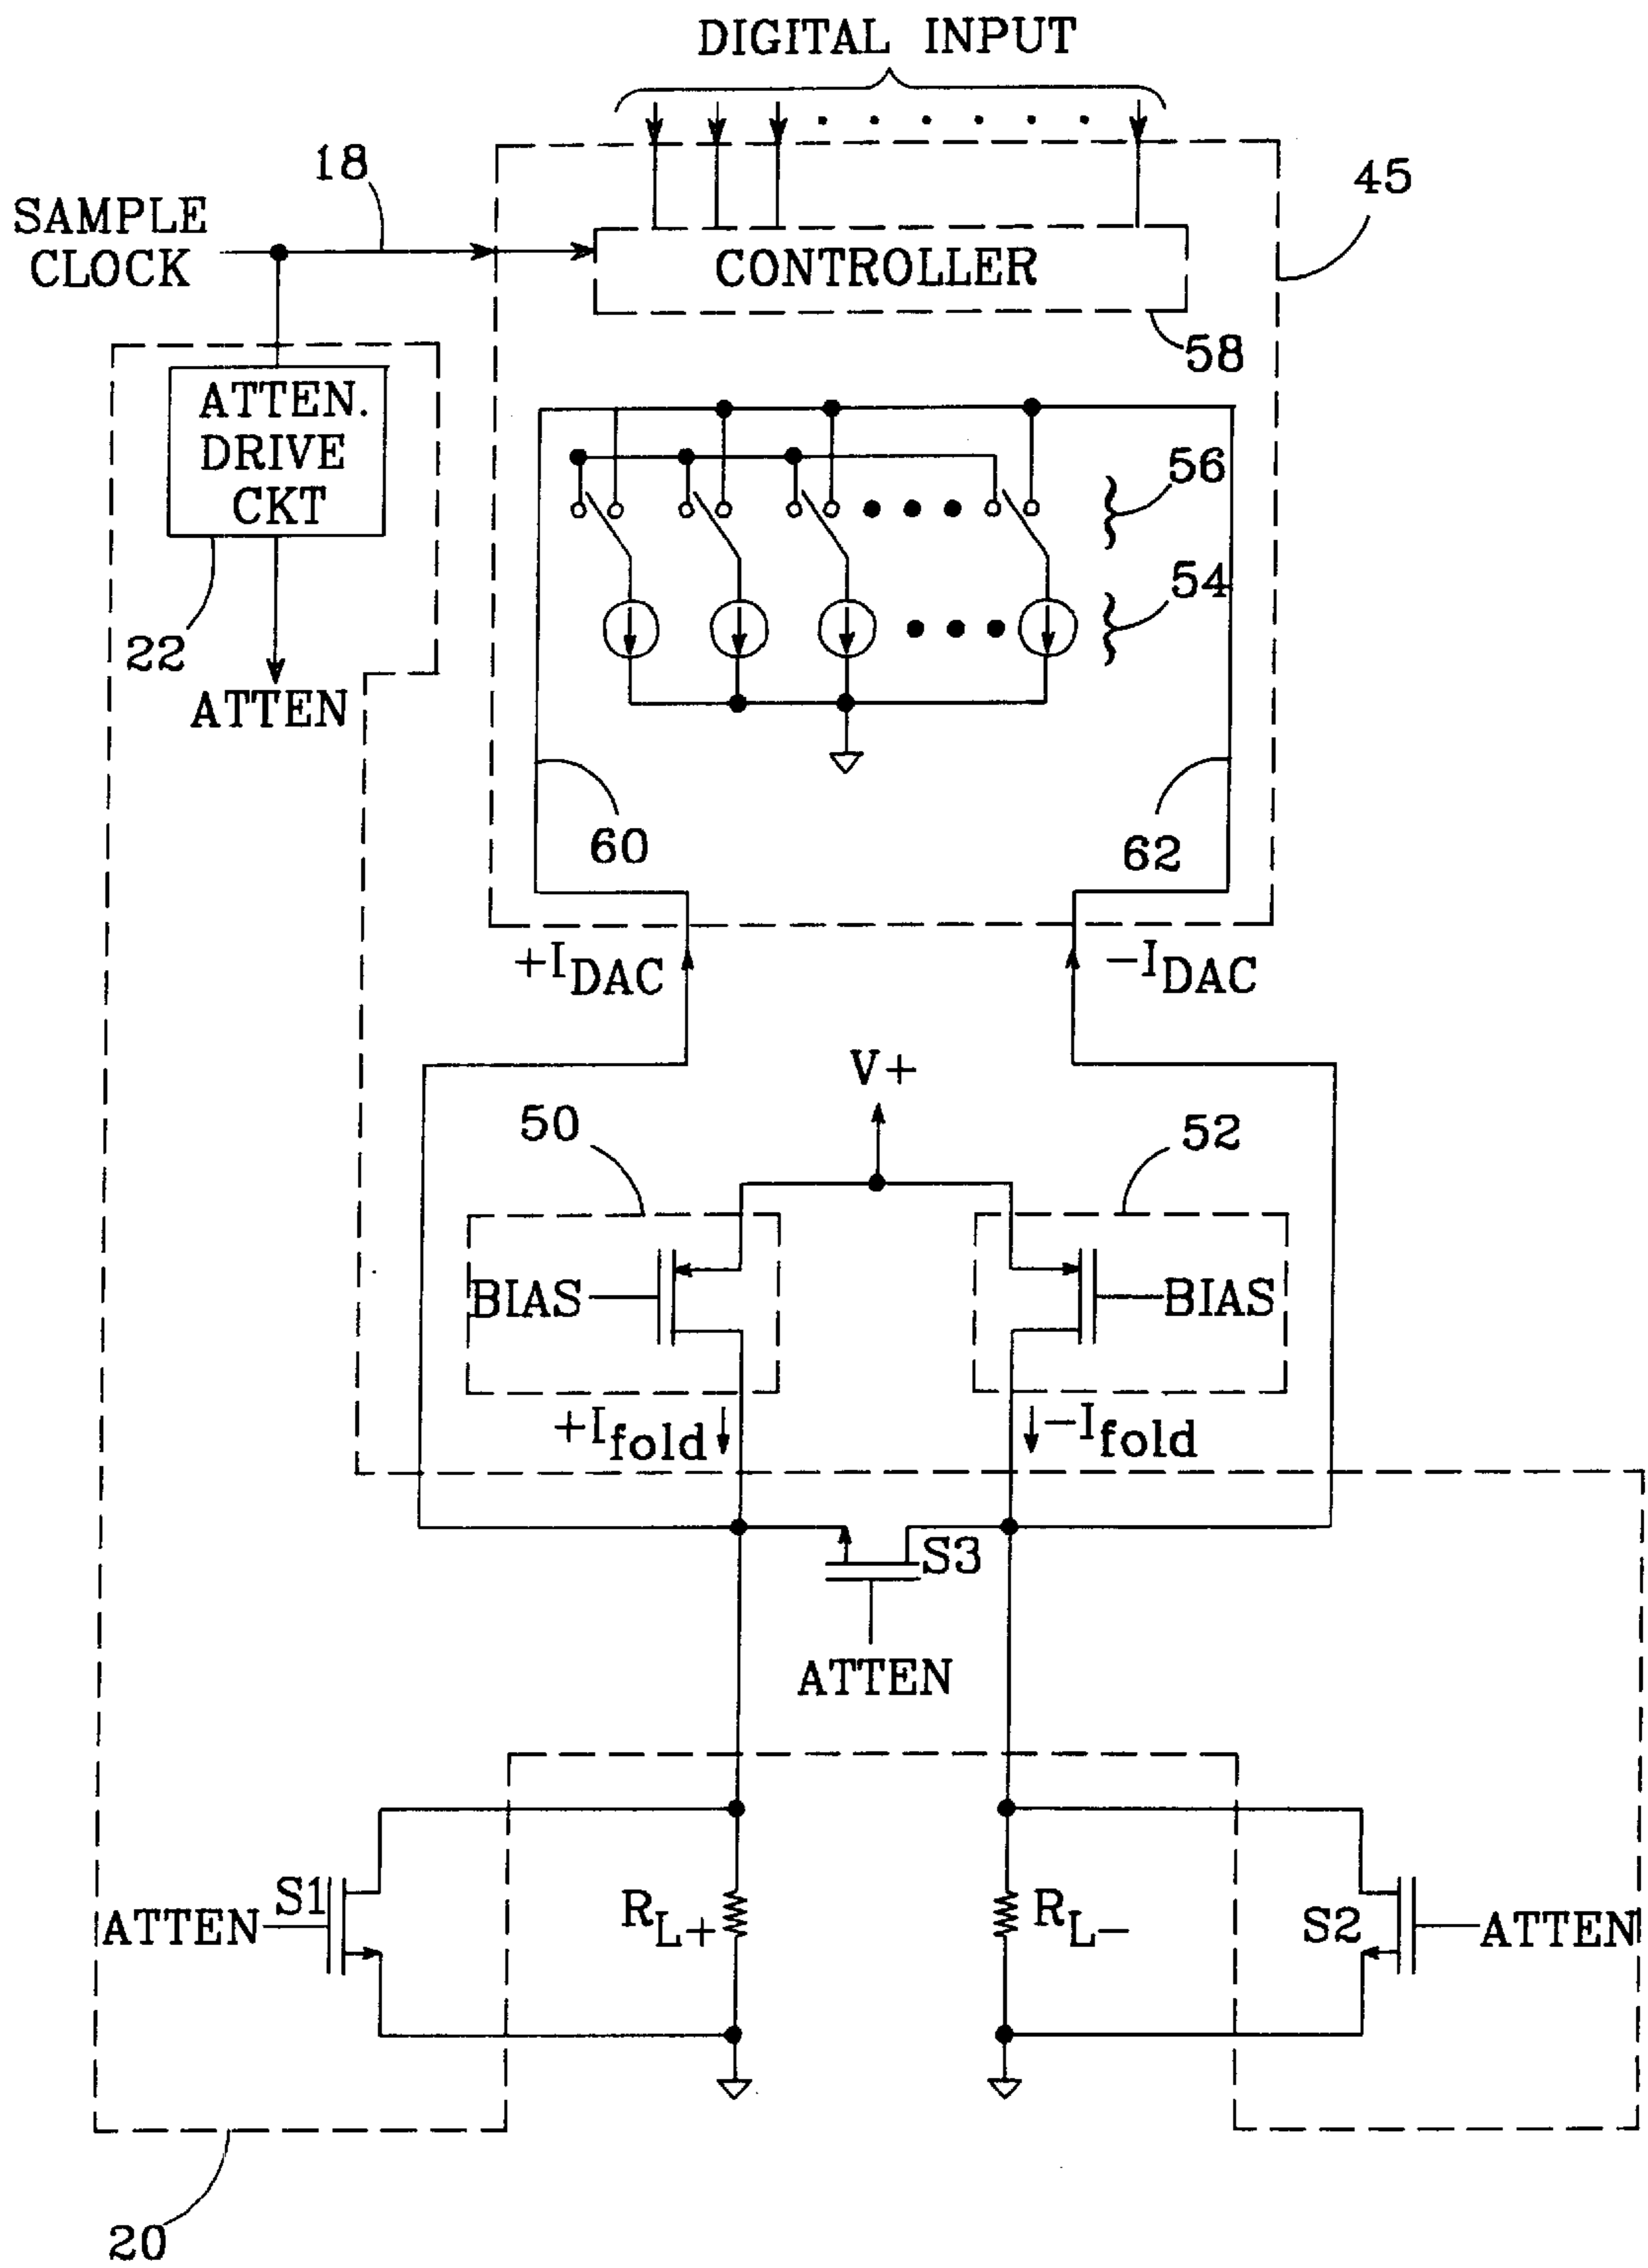 DIGITAL INPUT
18
45
SAMPLE
CLOCK
CONTROLLER
58
ATTEN.
DRIVE
CKT
56
54
22
ATTEN
60
62
+IDAC
-IDAC
V+
50
52
BIAS
BIAS
+Ifold
-Ifold
S3
ATTEN
S1
ATTEN
RL+
RL-
S2
ATTEN
20